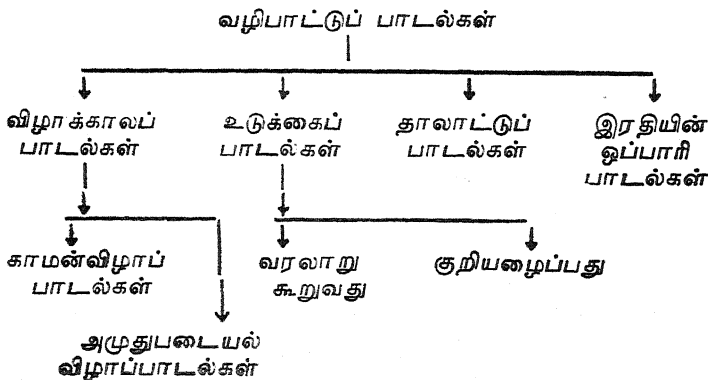 வழிபாட்டுப் பாடல்கள்
விழாக்காலப் பாடல்கள்
உடுக்கைப் பாடல்கள்
தாலாட்டுப் பாடல்கள்
இரதியின் ஒப்பாரி பாடல்கள்
காமன்விழாப் பாடல்கள்
அமுதுபடையல் விழாப்பாடல்கள்
வரலாறு கூறுவது
குறியழைப்பது